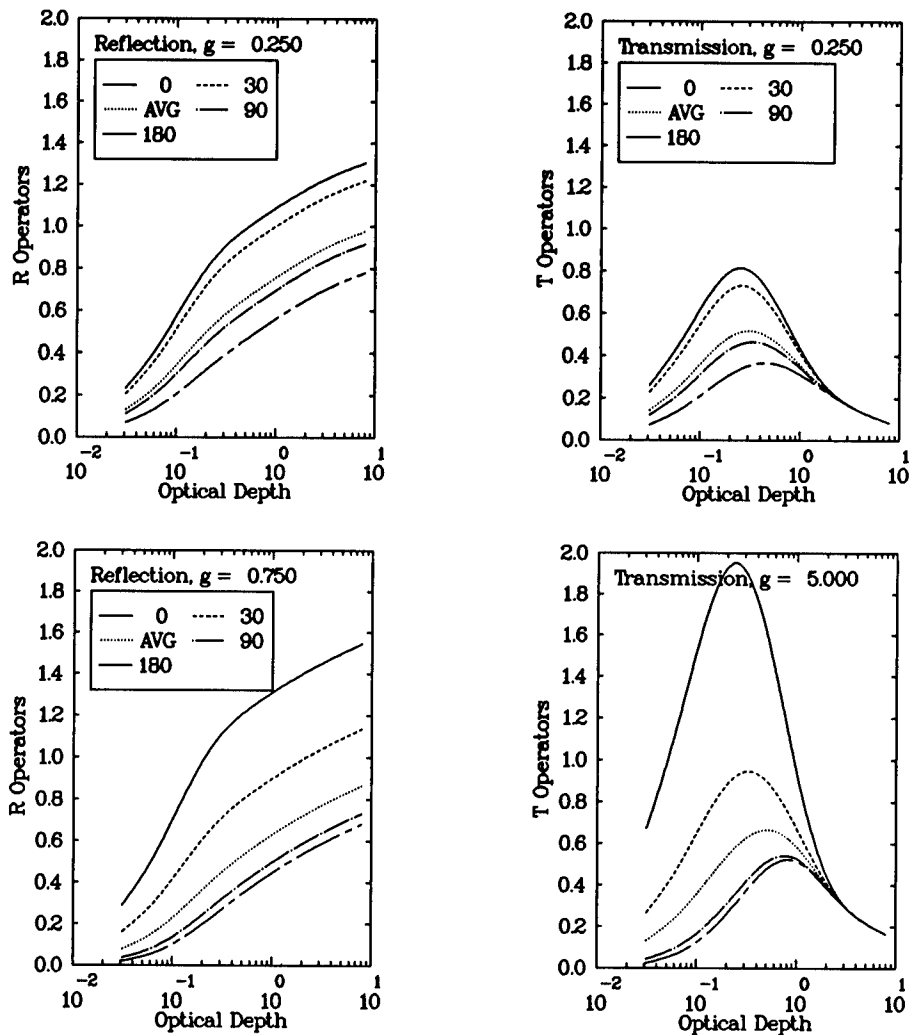 Reflection, g = 0.250
0 30
AVG 90
180
R Operators
2.0
1.8
1.6
1.4
1.2
1.0
0.8
0.6
0.4
0.2
0.0
10^-2 10^-1 10^0 10^1
Optical Depth
Transmission, g = 0.250
0 30
AVG 90
180
T Operators
2.0
1.8
1.6
1.4
1.2
1.0
0.8
0.6
0.4
0.2
0.0
10^-2 10^-1 10^0 10^1
Optical Depth
Reflection, g = 0.750
0 30
AVG 90
180
R Operators
2.0
1.8
1.6
1.4
1.2
1.0
0.8
0.6
0.4
0.2
0.0
10^-2 10^-1 10^0 10^1
Optical Depth
Transmission, g = 5.000
T Operators
2.0
1.8
1.6
1.4
1.2
1.0
0.8
0.6
0.4
0.2
0.0
10^-2 10^-1 10^0 10^1
Optical Depth